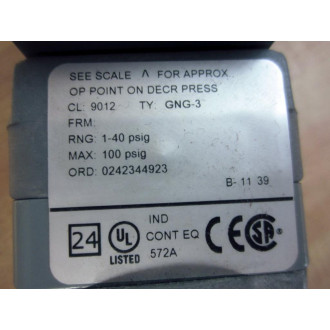 SEE SCALE Λ FOR APPROX
OP POINT ON DECR PRESS
CL: 9012 TY: GNG-3
FRM:
RNG: 1-40 psig
MAX: 100 psig
ORD: 0242344923
B- 11 39
24 UL LISTED IND CONT EQ 572A CE SA